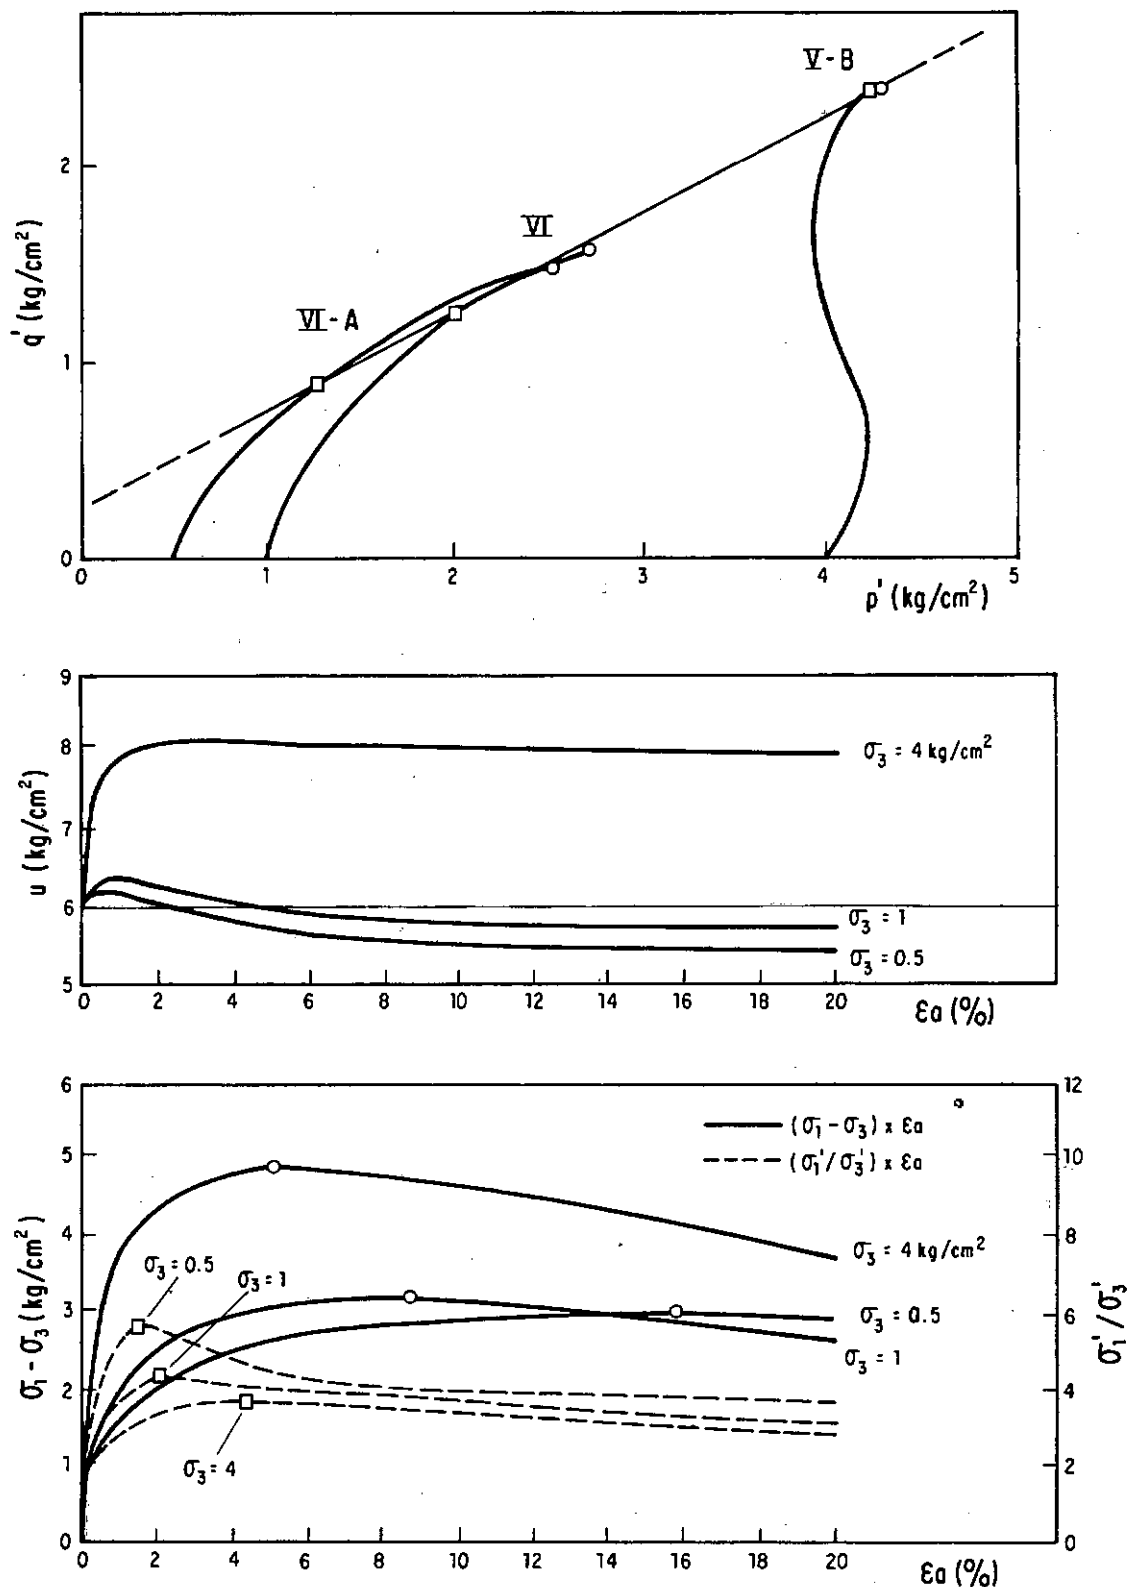 V-B
2
VI
q' (kg/cm²)
VI-A
1
0
0 1 2 3 4 5
p' (kg/cm²)
9
8
σ₃ = 4 kg/cm²
u (kg/cm²)
7
6
σ₃ = 1
σ₃ = 0.5
5
0 2 4 6 8 10 12 14 16 18 20
εa (%)
6 12
(σ₁ - σ₃) x εa
(σ₁'/σ₃') x εa
5 10
4 8
σ₃ = 4 kg/cm²
σ₃ = 0.5
σ₃ = 1
σ₁ - σ₃ (kg/cm²)
σ₁' / σ₃'
3 6
σ₃ = 0.5
σ₃ = 1
2 4
σ₃ = 4
1 2
0 0
0 2 4 6 8 10 12 14 16 18 20
εa (%)